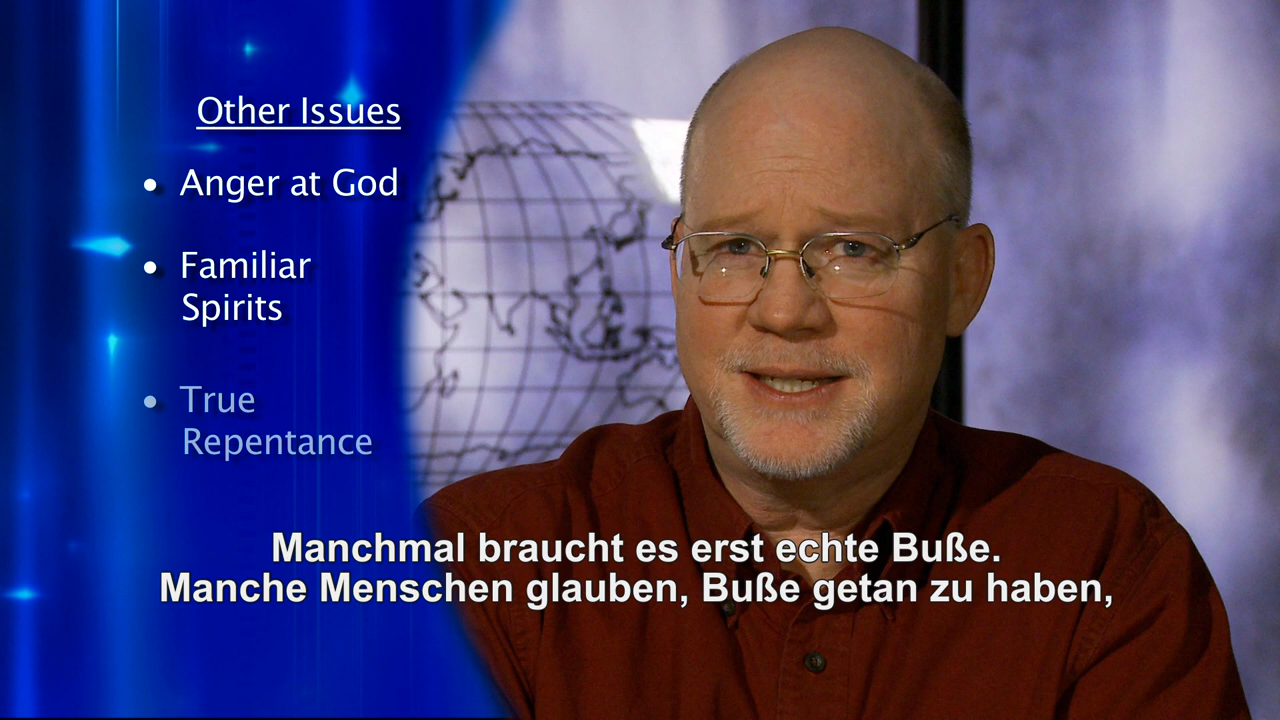 Other Issues
• Anger at God
• Familiar
Spirits
• True
Repentance
Manchmal braucht es erst echte Buße.
Manche Menschen glauben, Buße getan zu haben,